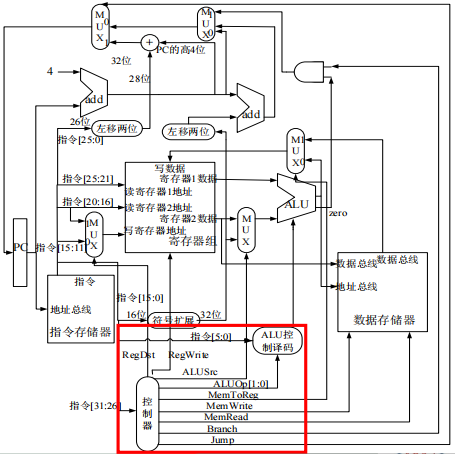 M
U
X
0
1
M
U
X
1
0
+
PC的高4位
32位
4
28位
add
add
26位
左移两位
左移两位
指令[25:0]
M
U
X
1
0
写数据
指令[25:21]
寄存器1数据
读寄存器1地址
ALU
指令[20:16]
读寄存器2地址
zero
寄存器2数据
M
U
X
1
0
M
U
X
写寄存器地址
寄存器组
PC
指令[15:11]
指令
数据总线
数据总线
地址总线
指令[15:0]
地址总线
16位
符号扩展
32位
数据存储器
指令存储器
指令[5:0]
ALU控
制译码
RegDst
RegWrite
ALUSrc
ALUOp[1:0]
MemToReg
指令[31:26]
控
制
器
MemWrite
MemRead
Branch
Jump